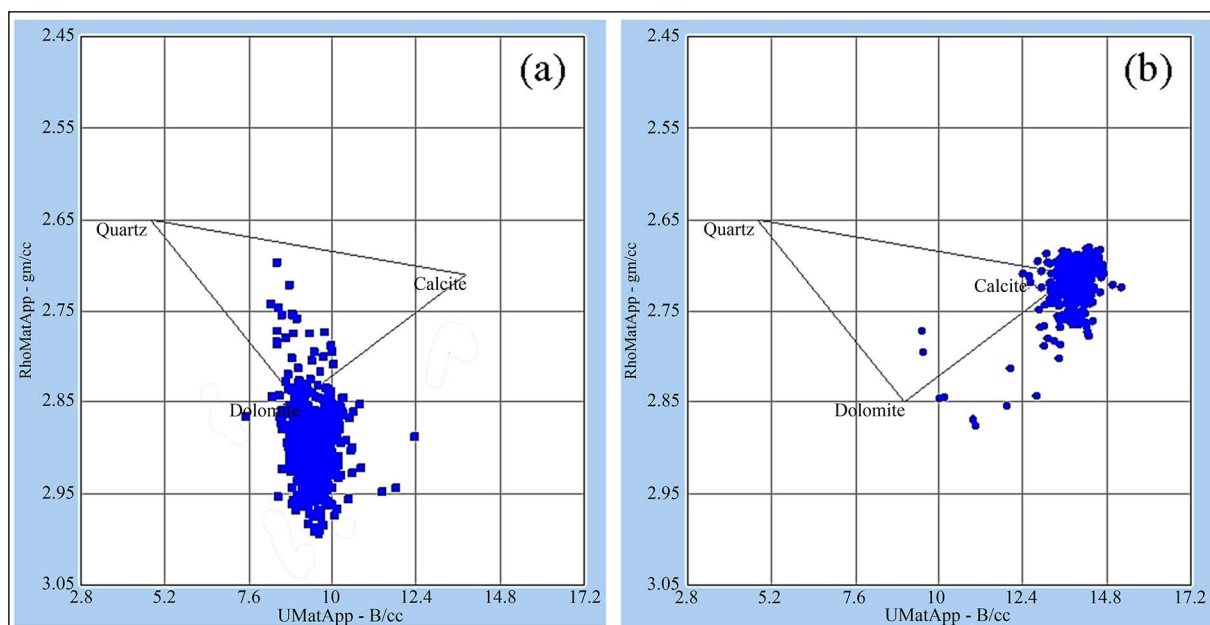 (a)
2.45
2.55
2.65
2.75
2.85
2.95
3.05
RhoMatApp - gm/cc
Quartz
Calcite
Dolomite
2.8 5.2 7.6 10 12.4 14.8 17.2
UMatApp - B/cc
(b)
2.45
2.55
2.65
2.75
2.85
2.95
3.05
RhoMatApp - gm/cc
Quartz
Calcite
Dolomite
2.8 5.2 7.6 10 12.4 14.8 17.2
UMatApp - B/cc